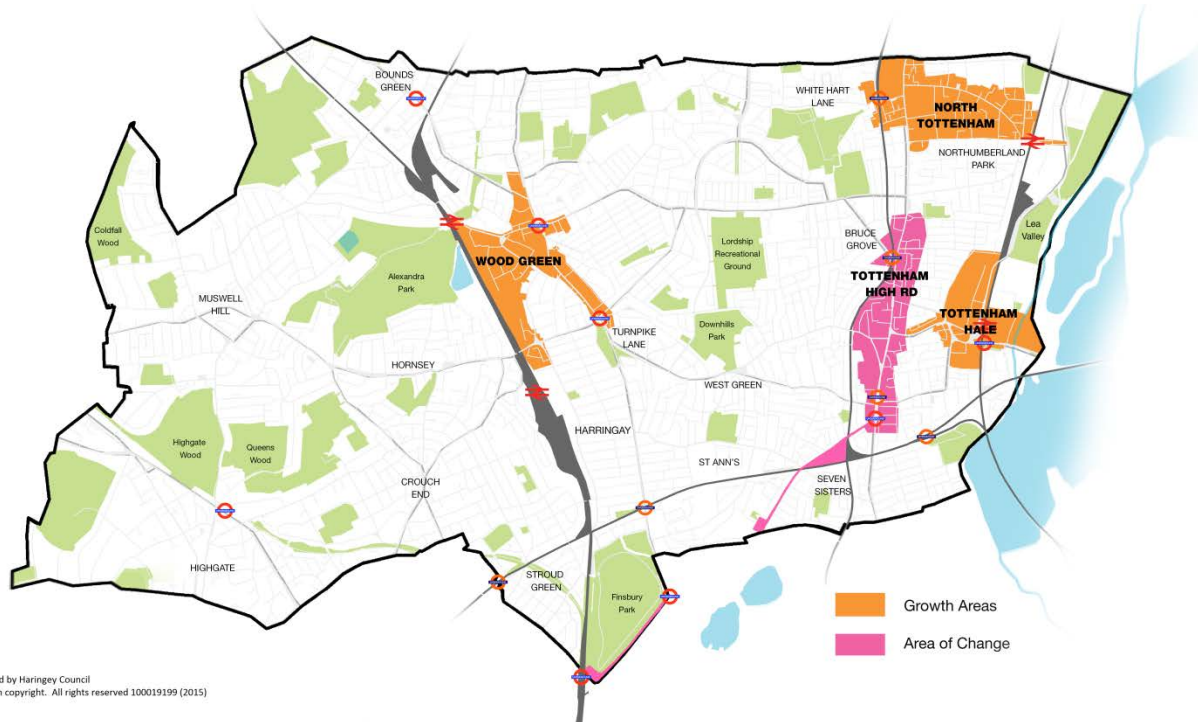 BOUNDS
GREEN
WHITE HART
LANE
NORTH
TOTTENHAM
NORTHUMBERLAND
PARK
Coldfall
Wood
Alexandra
Park
WOOD GREEN
Lordship
Recreational
Ground
BRUCE
GROVE
Lea
Valley
TOTTENHAM
HIGH RD
MUSWELL
HILL
TURNPIKE
LANE
Downhills
Park
TOTTENHAM
HALE
HORNSEY
WEST GREEN
Highgate
Wood
Queens
Wood
HARRINGAY
ST ANN'S
CROUCH
END
SEVEN
SISTERS
HIGHGATE
STROUD
GREEN
Finsbury
Park
Growth Areas
Area of Change
d by Haringey Council
copyright. All rights reserved 100019199 (2015)